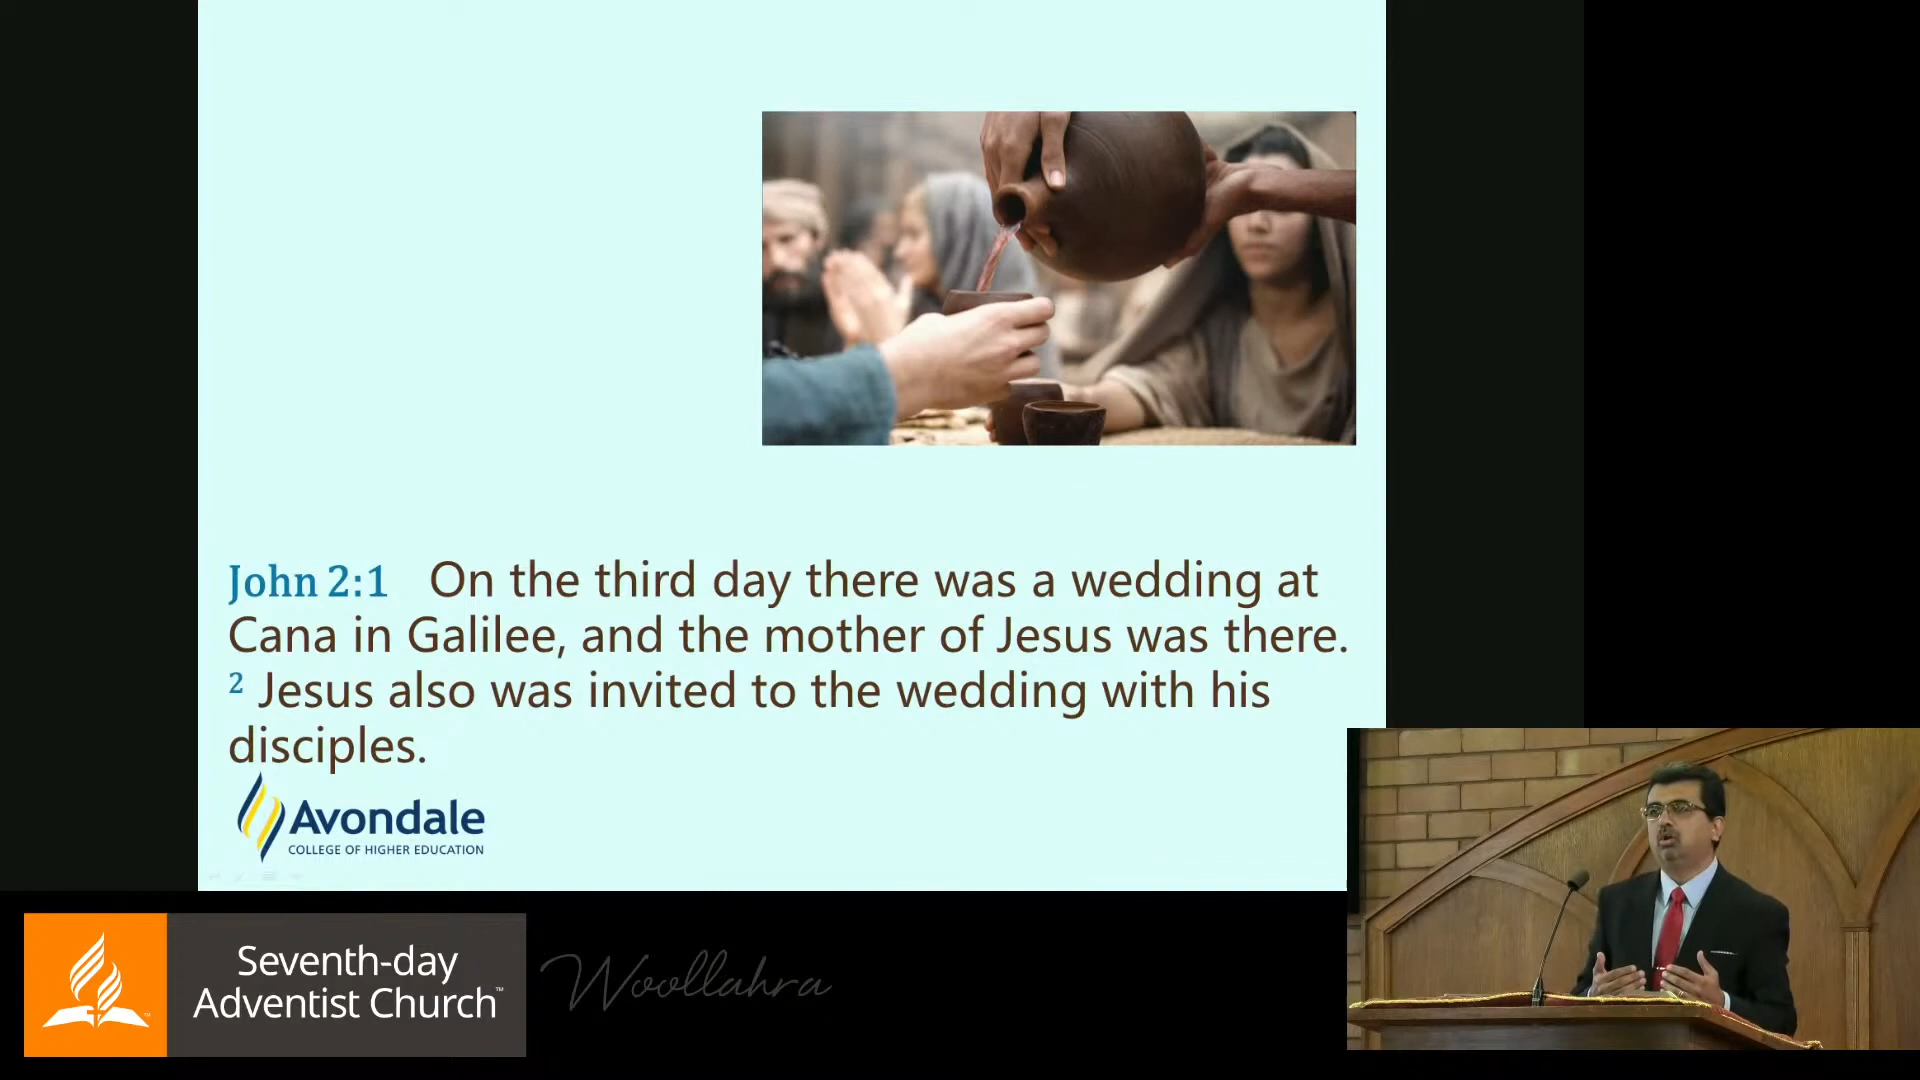 John 2:1 On the third day there was a wedding at
Cana in Galilee, and the mother of Jesus was there.
2 Jesus also was invited to the wedding with his
disciples.
Avondale
COLLEGE OF HIGHER EDUCATION
Seventh-day
Adventist Church™
Woollahra